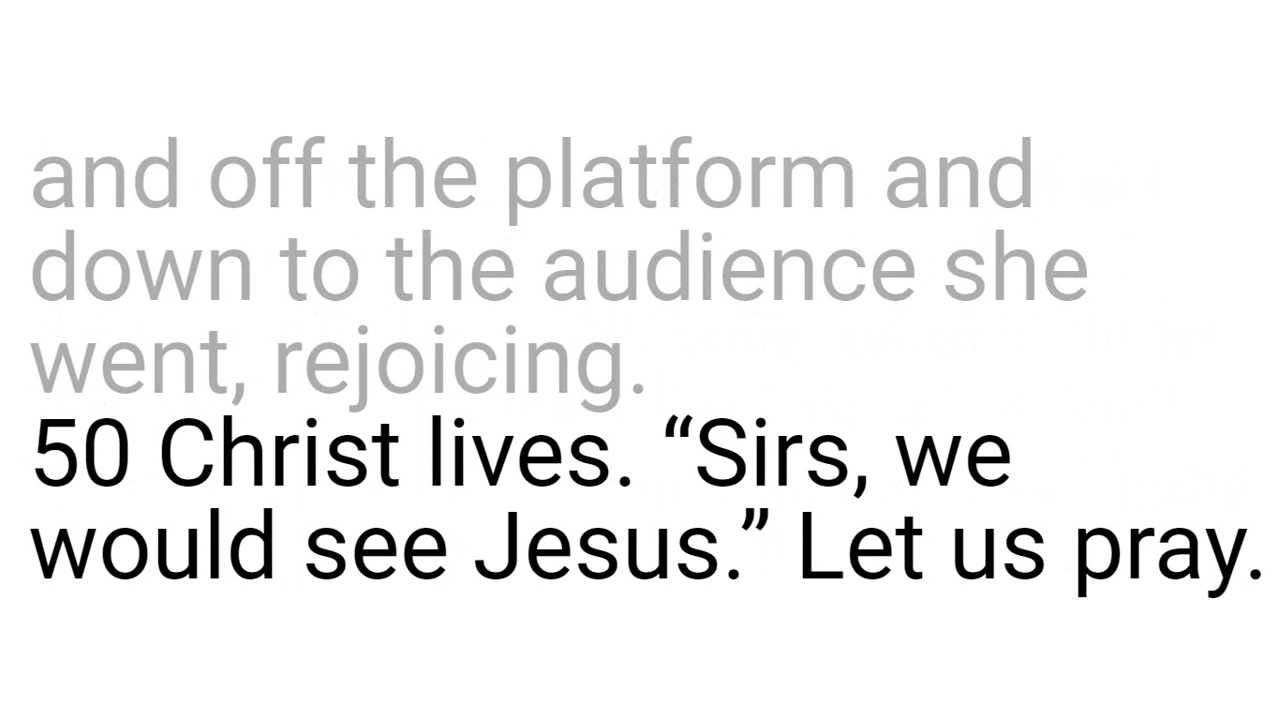 and off the platform and
down to the audience she
went, rejoicing.
50 Christ lives. “Sirs, we
would see Jesus.” Let us pray.